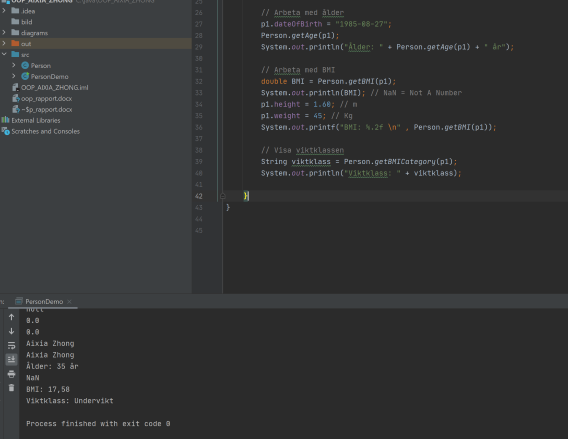 OOP_AIXIA_ZHONG
.idea
bild
diagrams
out
src
Person
PersonDemo
OOP_AIXIA_ZHONG.iml
oop_rapport.docx
~$p_rapport.docx
External Libraries
Scratches and Consoles
26 // Arbeta med ålder
27 p1.dateOfBirth = "1985-08-27";
28 Person.getAge(p1);
29 System.out.println("Ålder: " + Person.getAge(p1) + " år");
30
31 // Arbeta med BMI
32 double BMI = Person.getBMI(p1);
33 System.out.println(BMI); // NaN = Not A Number
34 p1.height = 1.60; // m
35 p1.weight = 45; // Kg
36 System.out.printf("BMI: %.2f \n" , Person.getBMI(p1));
37
38 // Visa viktklassen
39 String viktklass = Person.getBMICategory(p1);
40 System.out.println("Viktklass: " + viktklass);
41
42 }
43 }
44
45
PersonDemo
null
0.0
0.0
Aixia Zhong
Aixia Zhong
Ålder: 35 år
NaN
BMI: 17,58
Viktklass: Undervikt
Process finished with exit code 0